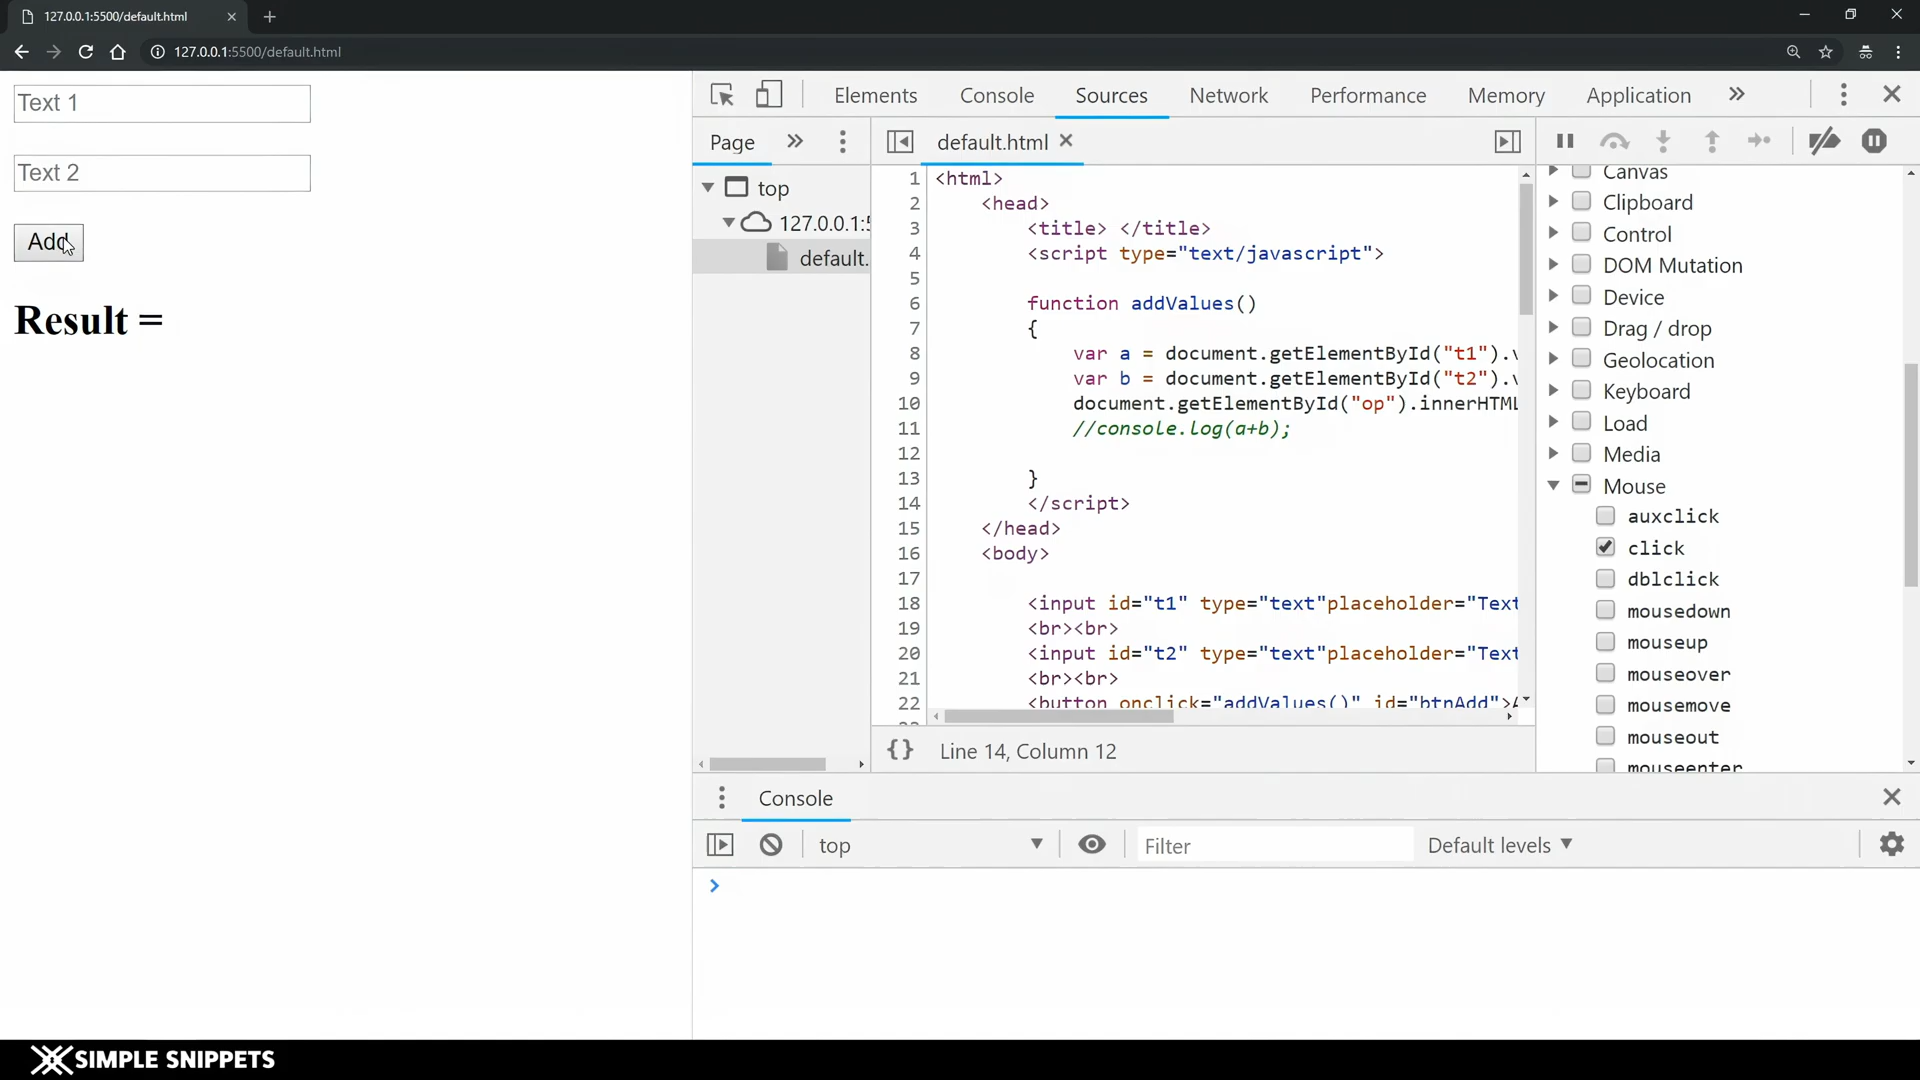 127.0.0.1:5500/default.html
127.0.0.1:5500/default.html
Text 1
Text 2
Add
Result =
Elements Console Sources Network Performance Memory Application
Page
default.html
top
127.0.0.1:5
default.
1 <html>
2 <head>
3 <title> </title>
4 <script type="text/javascript">
5
6 function addValues()
7 {
8 var a = document.getElementById("t1").v
9 var b = document.getElementById("t2").v
10 document.getElementById("op").innerHTML
11 //console.log(a+b);
12
13 }
14 </script>
15 </head>
16 <body>
17
18 <input id="t1" type="text"placeholder="Text
19 <br><br>
20 <input id="t2" type="text"placeholder="Text
21 <br><br>
22 <button onclick="addValues()" id="btnAdd">A
{} Line 14, Column 12
Canvas
Clipboard
Control
DOM Mutation
Device
Drag / drop
Geolocation
Keyboard
Load
Media
Mouse
auxclick
click
dblclick
mousedown
mouseup
mouseover
mousemove
mouseout
mouseenter
Console
top Filter Default levels
SIMPLE SNIPPETS